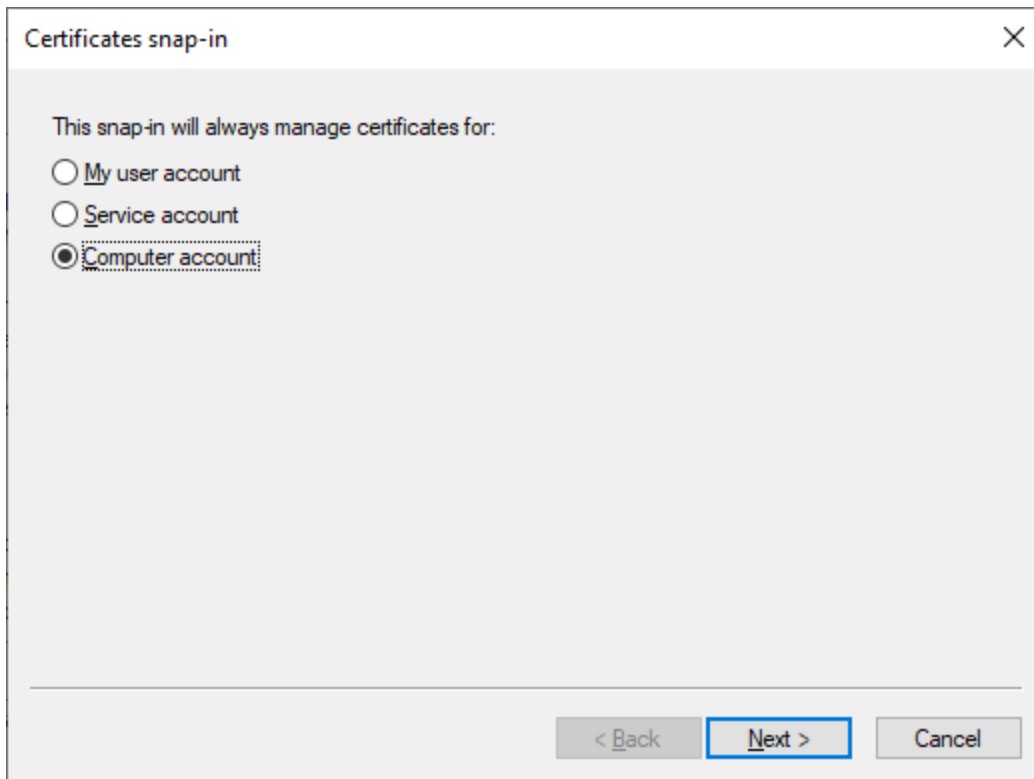 Certificates snap-in
This snap-in will always manage certificates for:
My user account
Service account
Computer account
< Back
Next >
Cancel